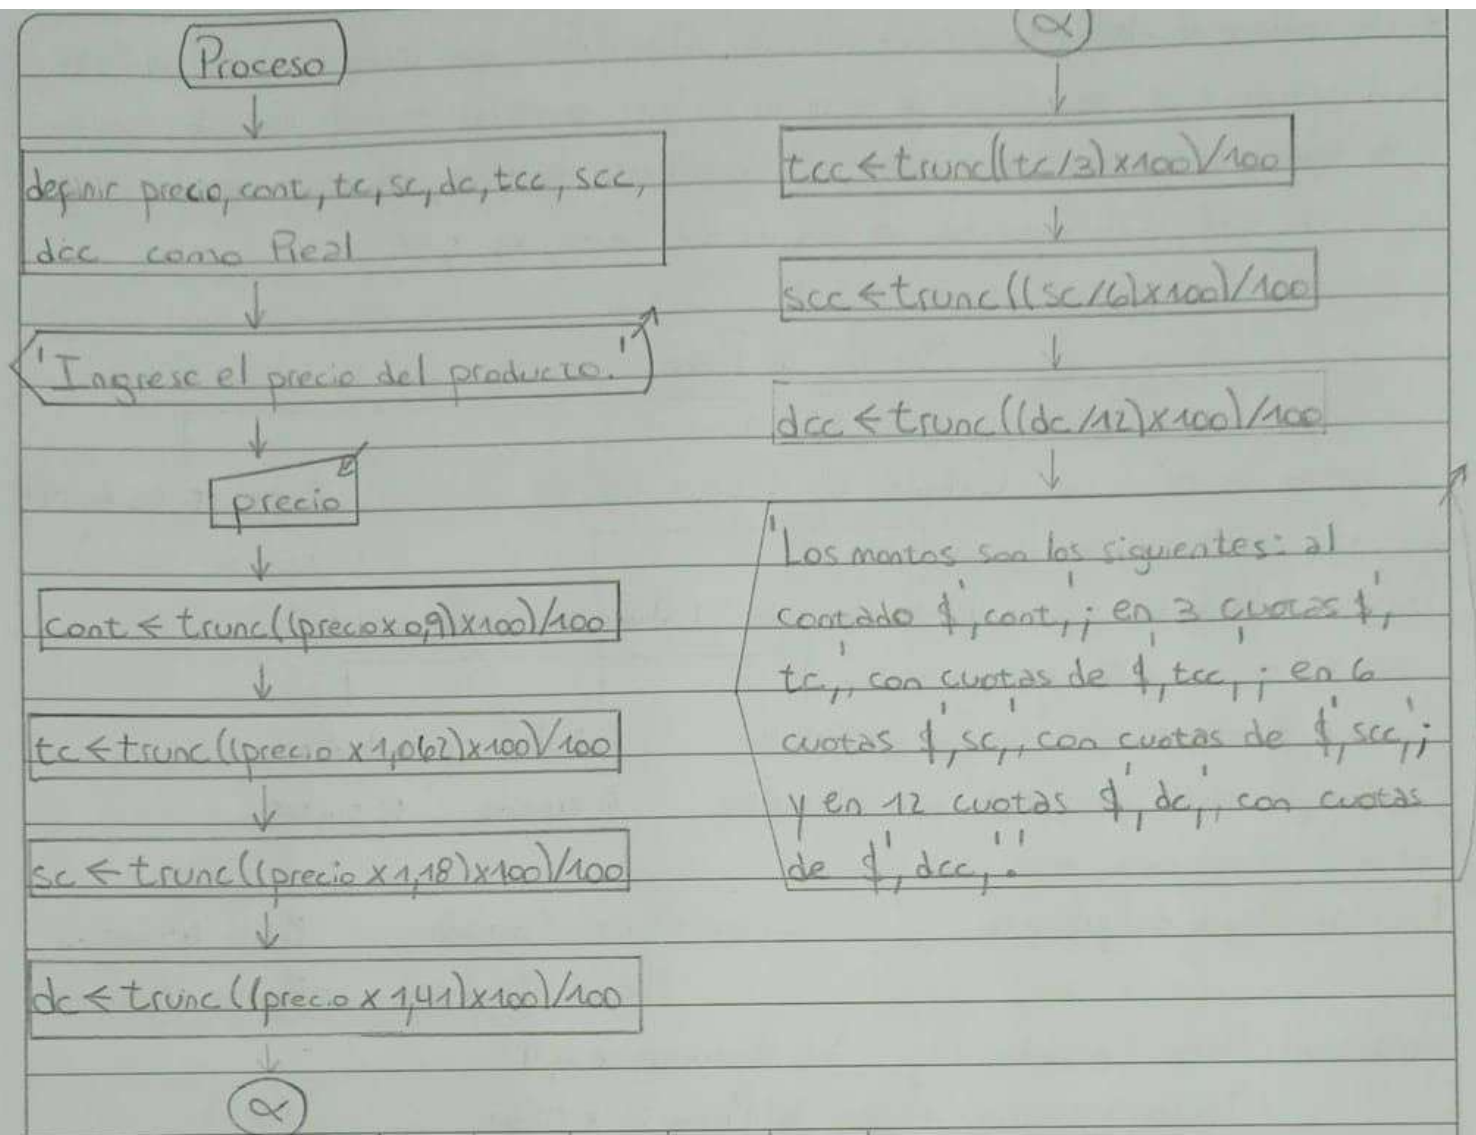 Proceso
definir precio, cont, tc, sc, dc, tcc, scc,
dcc como Real
'Ingrese el precio del producto.'
precio
cont ← trunc((precio x 0,9) x 100)/100
tc ← trunc((precio x 1,062) x 100)/100
sc ← trunc((precio x 1,18) x 100)/100
dc ← trunc((precio x 1,41) x 100)/100
α
α
tcc ← trunc((tc/3) x 100)/100
scc ← trunc((sc/6) x 100)/100
dcc ← trunc((dc/12) x 100)/100
'Los montos son los siguientes: al
contado $', cont, '; en 3 cuotas $',
tc, ', con cuotas de $', tcc, '; en 6
cuotas $', sc, ', con cuotas de $', scc, ';
y en 12 cuotas $', dc, ', con cuotas
de $', dcc, '.'